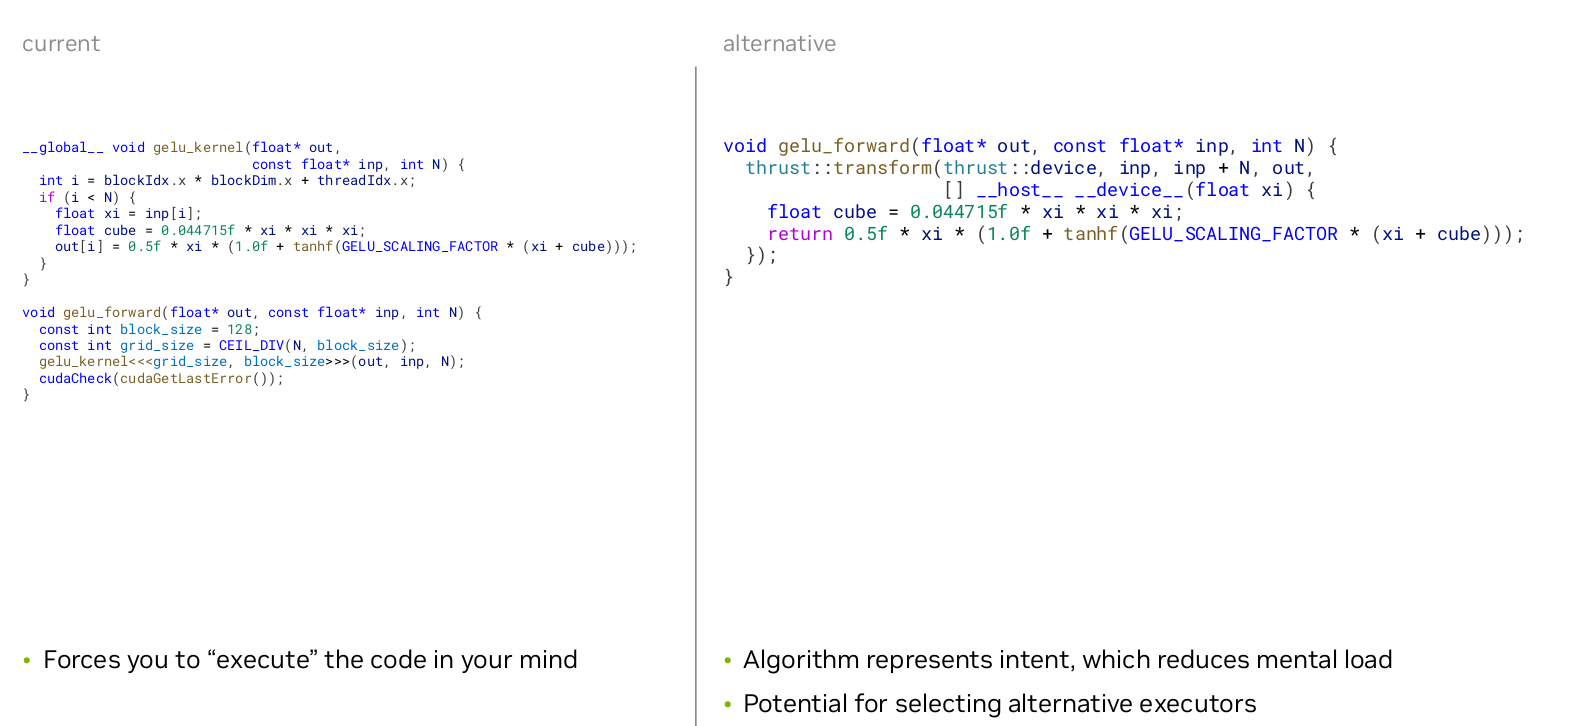 current
__global__ void gelu_kernel(float* out,
                            const float* inp, int N) {
  int i = blockIdx.x * blockDim.x + threadIdx.x;
  if (i < N) {
    float xi = inp[i];
    float cube = 0.044715f * xi * xi * xi;
    out[i] = 0.5f * xi * (1.0f + tanhf(GELU_SCALING_FACTOR * (xi + cube)));
  }
}
void gelu_forward(float* out, const float* inp, int N) {
  const int block_size = 128;
  const int grid_size = CEIL_DIV(N, block_size);
  gelu_kernel<<<grid_size, block_size>>>(out, inp, N);
  cudaCheck(cudaGetLastError());
}
• Forces you to “execute” the code in your mind
alternative
void gelu_forward(float* out, const float* inp, int N) {
  thrust::transform(thrust::device, inp, inp + N, out,
                    [] __host__ __device__(float xi) {
    float cube = 0.044715f * xi * xi * xi;
    return 0.5f * xi * (1.0f + tanhf(GELU_SCALING_FACTOR * (xi + cube)));
  });
}
• Algorithm represents intent, which reduces mental load
• Potential for selecting alternative executors